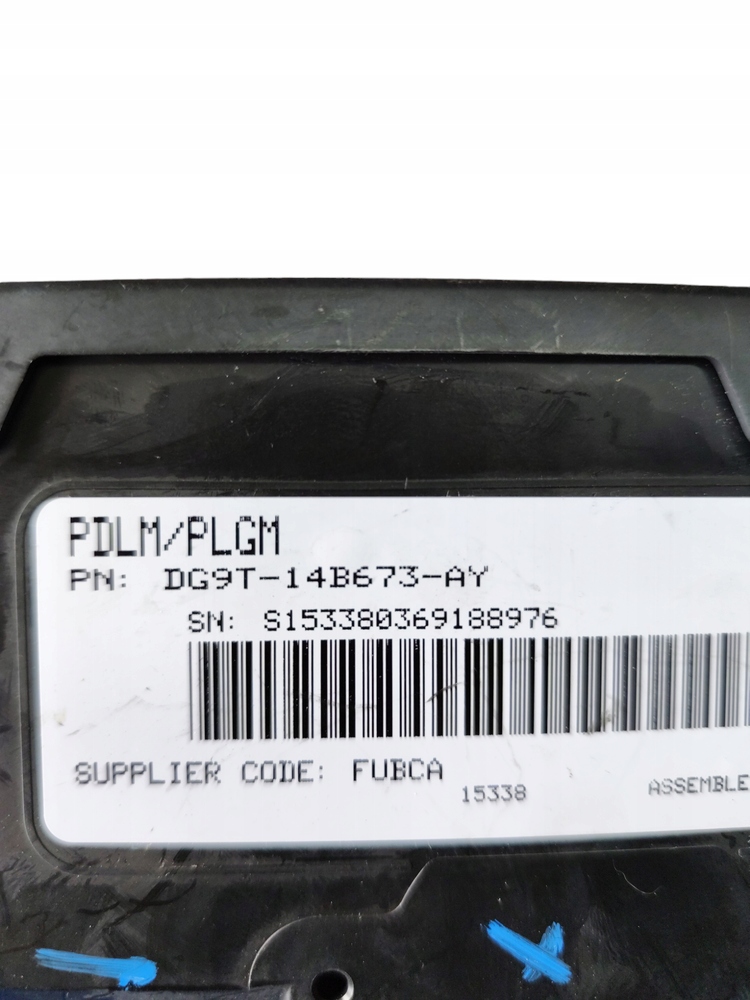 PDLM/PLGM
PN: DG9T-14B673-AY
SN: S153380369188976
SUPPLIER CODE: FUBCA
15338
ASSEMBLE